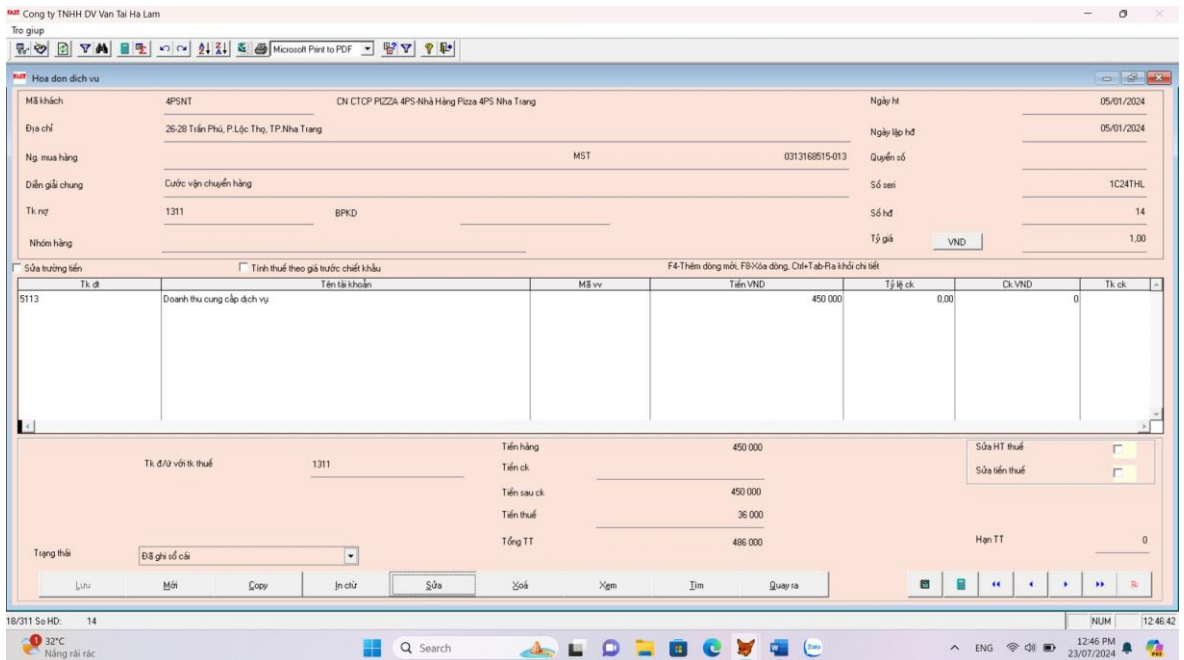 FAST Cong ty TNHH DV Van Tai Ha Lam
Tro giup
Microsoft Print to PDF
FAST Hoa don dich vu
Mã khách 4PSNT CN CTCP PIZZA 4PS-Nhà Hàng Pizza 4PS Nha Trang Ngày ht 05/01/2024
Địa chỉ 26-28 Trần Phú, P.Lộc Thọ, TP.Nha Trang Ngày lập hđ 05/01/2024
Ng. mua hàng MST 0313168515-013 Quyển số
Diễn giải chung Cước vận chuyển hàng Số seri 1C24THL
Tk nợ 1311 BPKD Số hđ 14
Nhóm hàng Tỷ giá VND 1,00
Sửa trường tiền Tính thuế theo giá trước chiết khấu F4-Thêm dòng mới, F8-Xóa dòng, Ctrl+Tab-Ra khỏi chi tiết
Tk dt Tên tài khoản Mã vv Tiền VND Tỷ lệ ck Ck VND Tk ck
5113 Doanh thu cung cấp dịch vụ 450 000 0,00 0
Tiền hàng 450 000 Sửa HT thuế
Tk đ/ứ với tk thuế 1311 Tiền ck Sửa tiền thuế
Tiền sau ck 450 000
Tiền thuế 36 000
Tổng TT 486 000 Hạn TT 0
Trạng thái Đã ghi sổ cái
Lưu Mới Copy In ctừ Sửa Xoá Xem Tìm Quay ra
18/311 So HD: 14 NUM 12:46:42
1 32°C Search Zalo ENG 12:46 PM
Nắng rải rác 23/07/2024 PRE